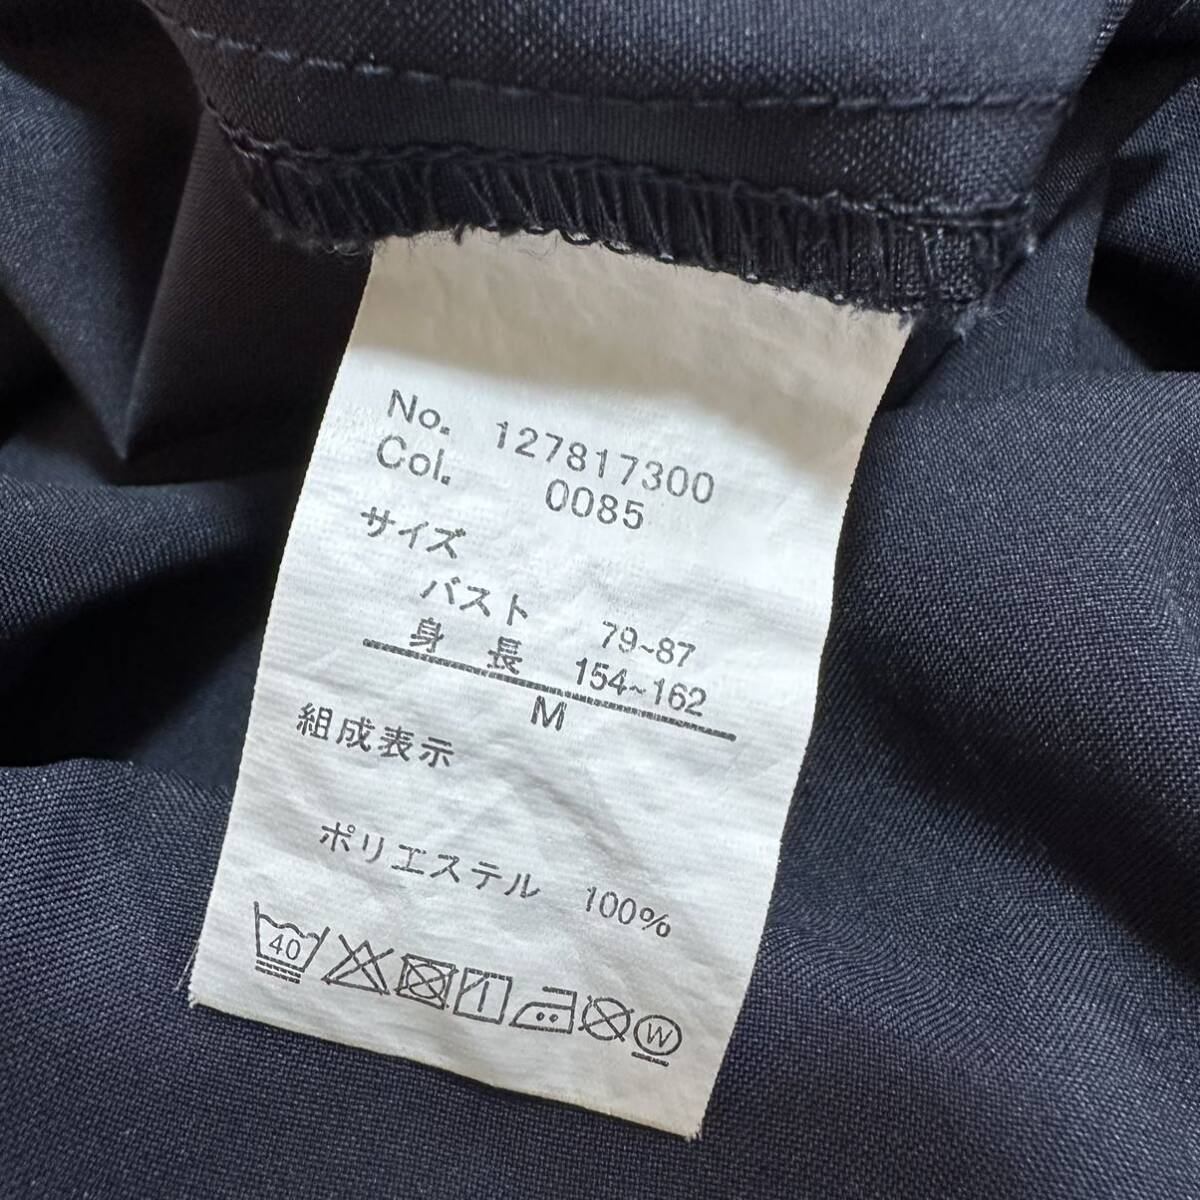 No. 127817300
Col. 0085
サイズ
バスト 79~87
身長 154~162
M
組成表示
ポリエステル 100%
40 W